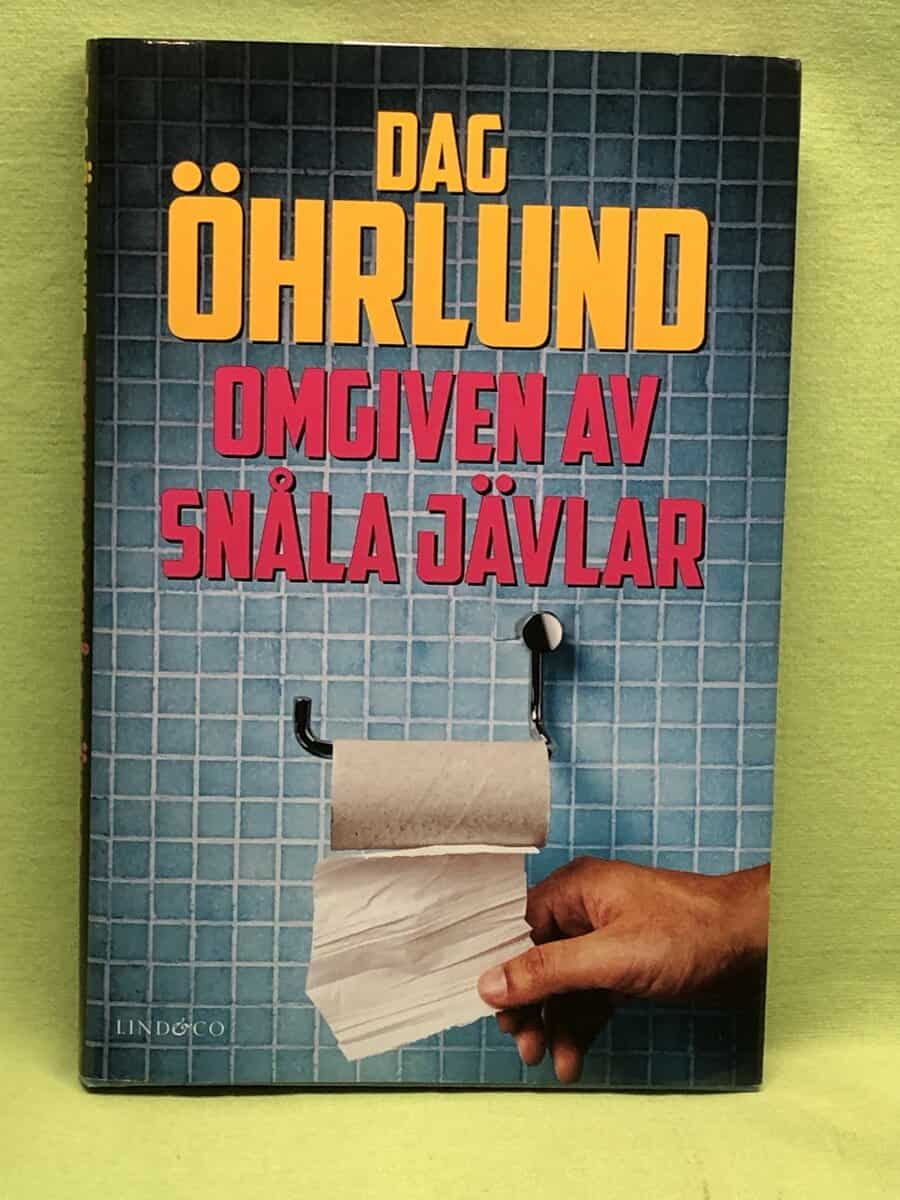 DAG
ÖHRLUND
OMGIVEN AV
SNÅLA JÄVLAR
LIND&CO